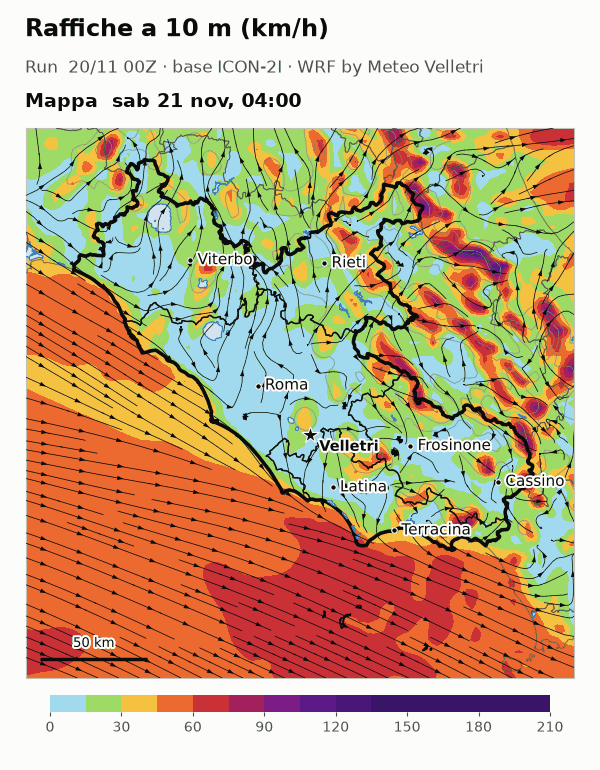 Raffiche a 10 m (km/h)
Run  20/11 00Z · base ICON-2I · WRF by Meteo Velletri
Mappa  sab 21 nov, 04:00
Viterbo
Rieti
Roma
Velletri
Frosinone
Cassino
Latina
Terracina
50 km
0 30 60 90 120 150 180 210